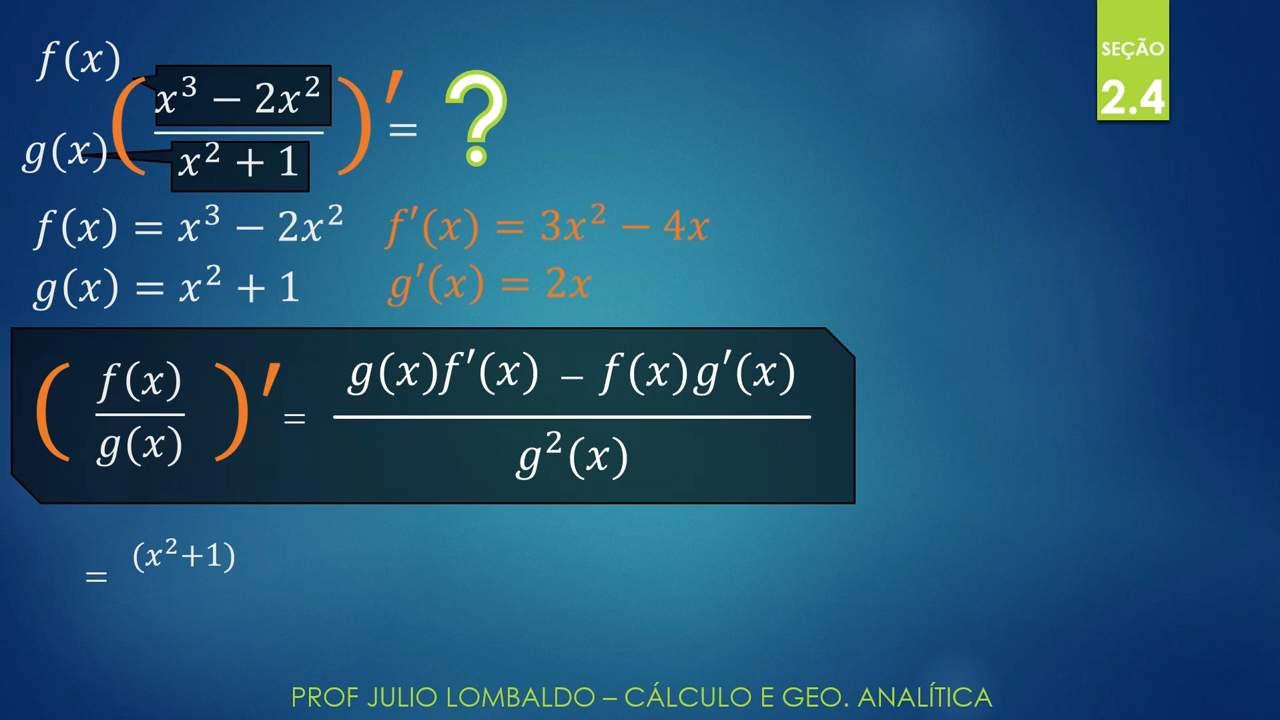 SEÇÃO
2.4
f(x)
g(x)
(x³ − 2x² / x² + 1)′ = ?
f(x) = x³ − 2x² f′(x) = 3x² − 4x
g(x) = x² + 1 g′(x) = 2x
(f(x) / g(x))′ = g(x)f′(x) − f(x)g′(x) / g²(x)
= (x²+1)
PROF JULIO LOMBALDO – CÁLCULO E GEO. ANALÍTICA